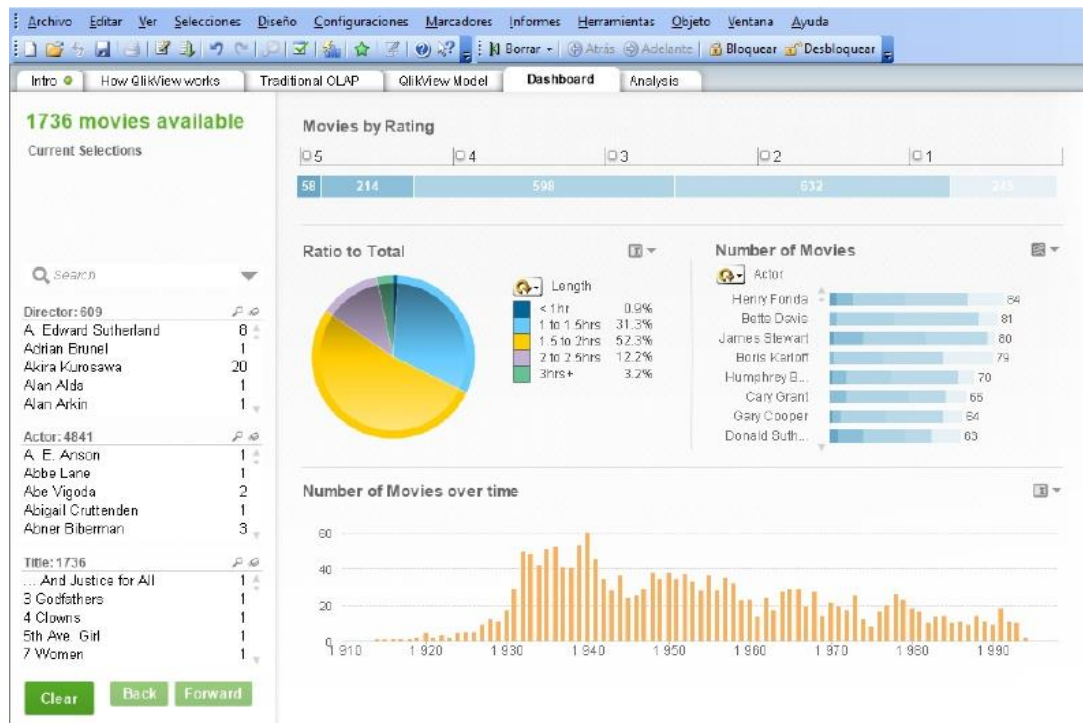 Archivo Editar Ver Selecciones Diseño Configuraciones Marcadores Informes Herramientas Objeto Ventana Ayuda
Borrar Atrás Adelante Bloquear Desbloquear
Intro How QlikView works Traditional OLAP QlikView Model Dashboard Analysis
1736 movies available
Current Selections
Search
Director: 609
A. Edward Sutherland 8
Adrian Brunel 1
Akira Kurosawa 20
Alan Alda 1
Alan Arkin 1
Actor: 4841
A. E. Anson 1
Abbe Lane 1
Abe Vigoda 2
Abigail Cruttenden 1
Abner Biberman 3
Title: 1736
... And Justice for All 1
3 Godfathers 1
4 Clowns 1
5th Ave. Girl 1
7 Women 1
Clear Back Forward
Movies by Rating
5 4 3 2 1
58 214 598 632
Ratio to Total
Length
< 1hr 0.9%
1 to 1.5hrs 31.3%
1.5 to 2hrs 52.3%
2 to 2.5hrs 12.2%
3hrs+ 3.2%
Number of Movies
Actor
Henry Fonda 84
Bette Davis 81
James Stewart 80
Boris Karloff 79
Humphrey B... 70
Cary Grant
Gary Cooper 64
Donald Suth... 63
Number of Movies over time
60
40
20
0
1910 1920 1930 1940 1950 1960 1970 1980 1990